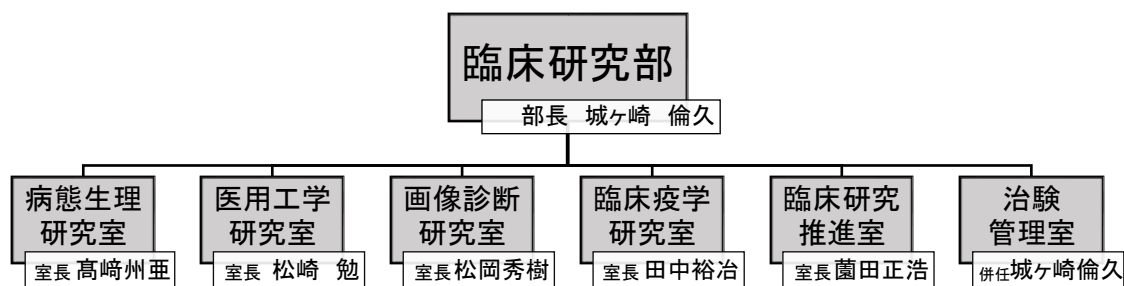 臨床研究部
部長 城ヶ崎 倫久
病態生理
研究室
室長 髙﨑州亜
医用工学
研究室
室長 松崎 勉
画像診断
研究室
室長 松岡秀樹
臨床疫学
研究室
室長 田中裕治
臨床研究
推進室
室長 薗田正浩
治験
管理室
併任 城ヶ崎倫久